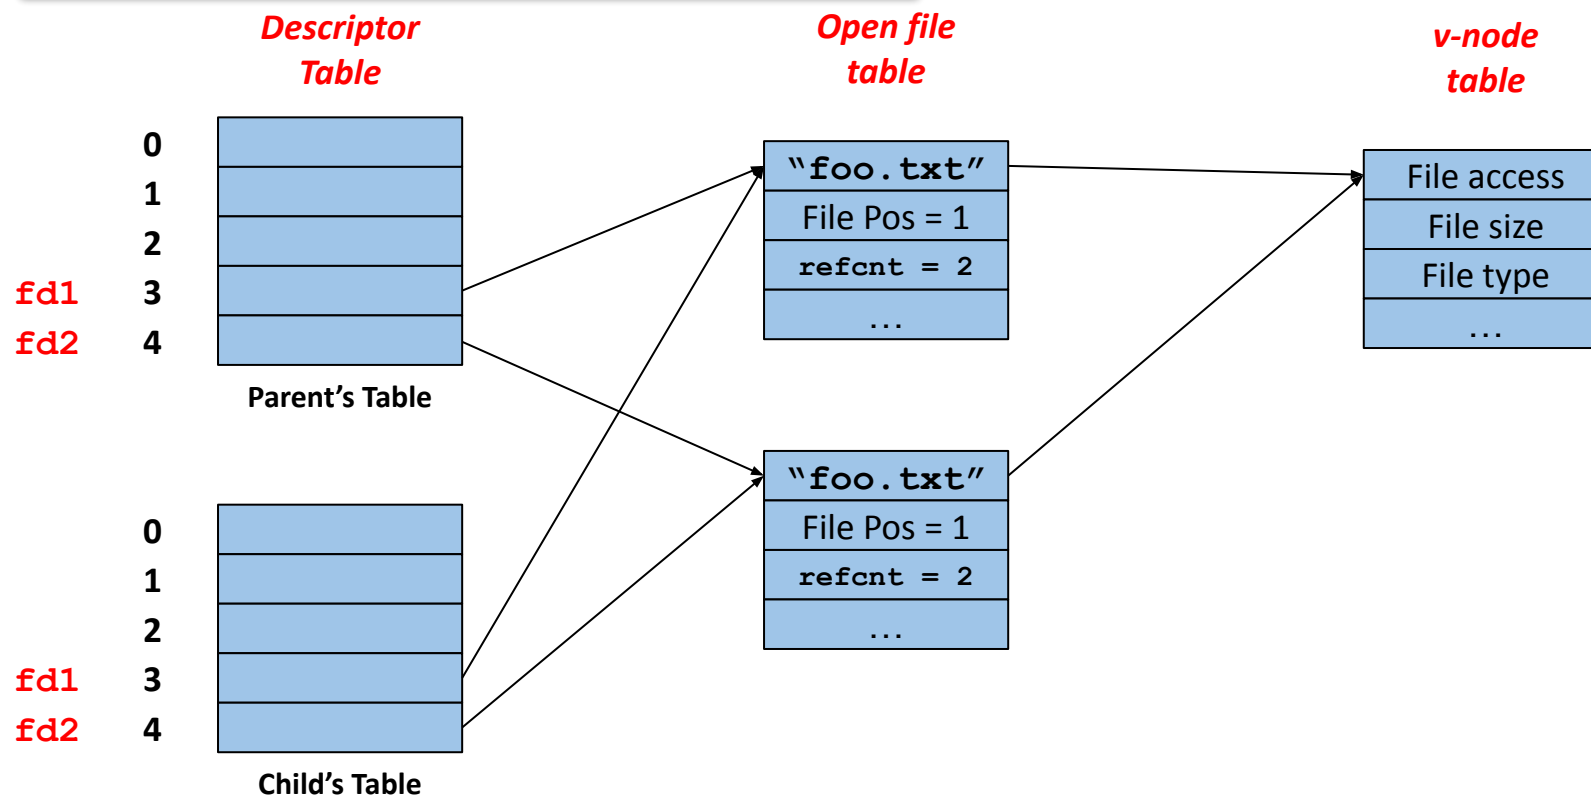 Descriptor
Table
Open file
table
v-node
table
0
1
2
fd1 3
fd2 4
Parent’s Table
“foo.txt”
File Pos = 1
refcnt = 2
...
File access
File size
File type
...
0
1
2
fd1 3
fd2 4
Child’s Table
“foo.txt”
File Pos = 1
refcnt = 2
...